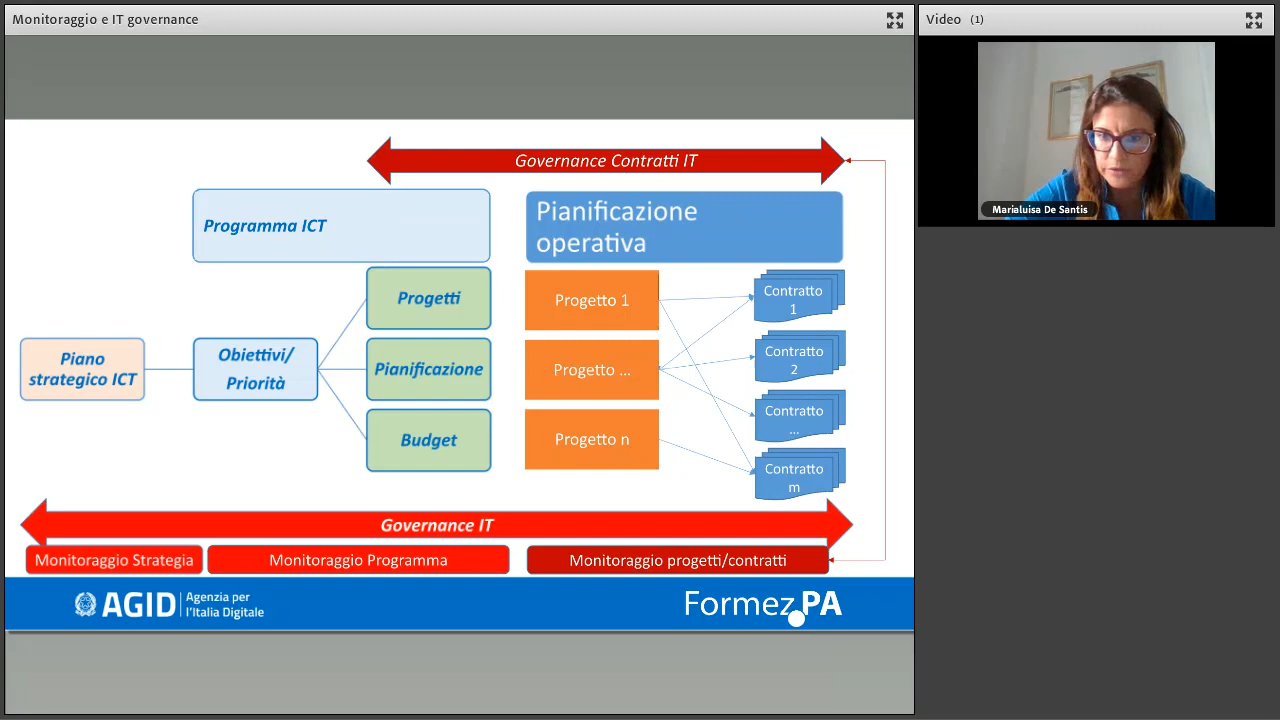 Monitoraggio e IT governance
Video (1)
Marialuisa De Santis
Governance Contratti IT
Programma ICT
Pianificazione
operativa
Progetti
Progetto 1
Contratto
1
Piano
strategico ICT
Obiettivi/
Priorità
Pianificazione
Progetto ...
Contratto
2
Contratto
...
Budget
Progetto n
Contratto
m
Governance IT
Monitoraggio Strategia
Monitoraggio Programma
Monitoraggio progetti/contratti
AGID
Agenzia per
l'Italia Digitale
Formez.PA